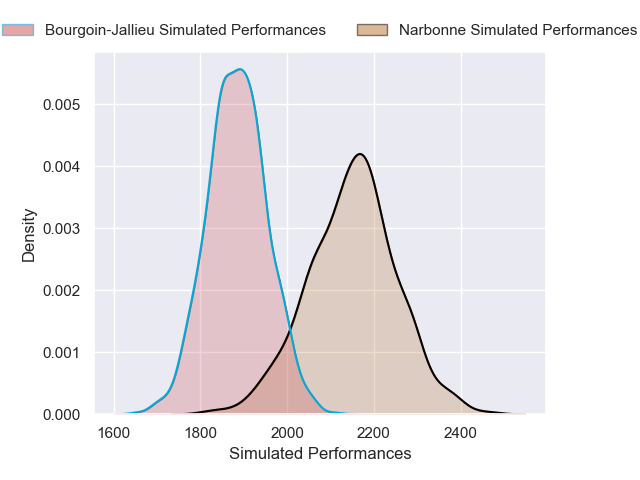 Bourgoin-Jallieu Simulated Performances Narbonne Simulated Performances
Density
0.005
0.004
0.003
0.002
0.001
0.000
1600 1800 2000 2200 2400
Simulated Performances